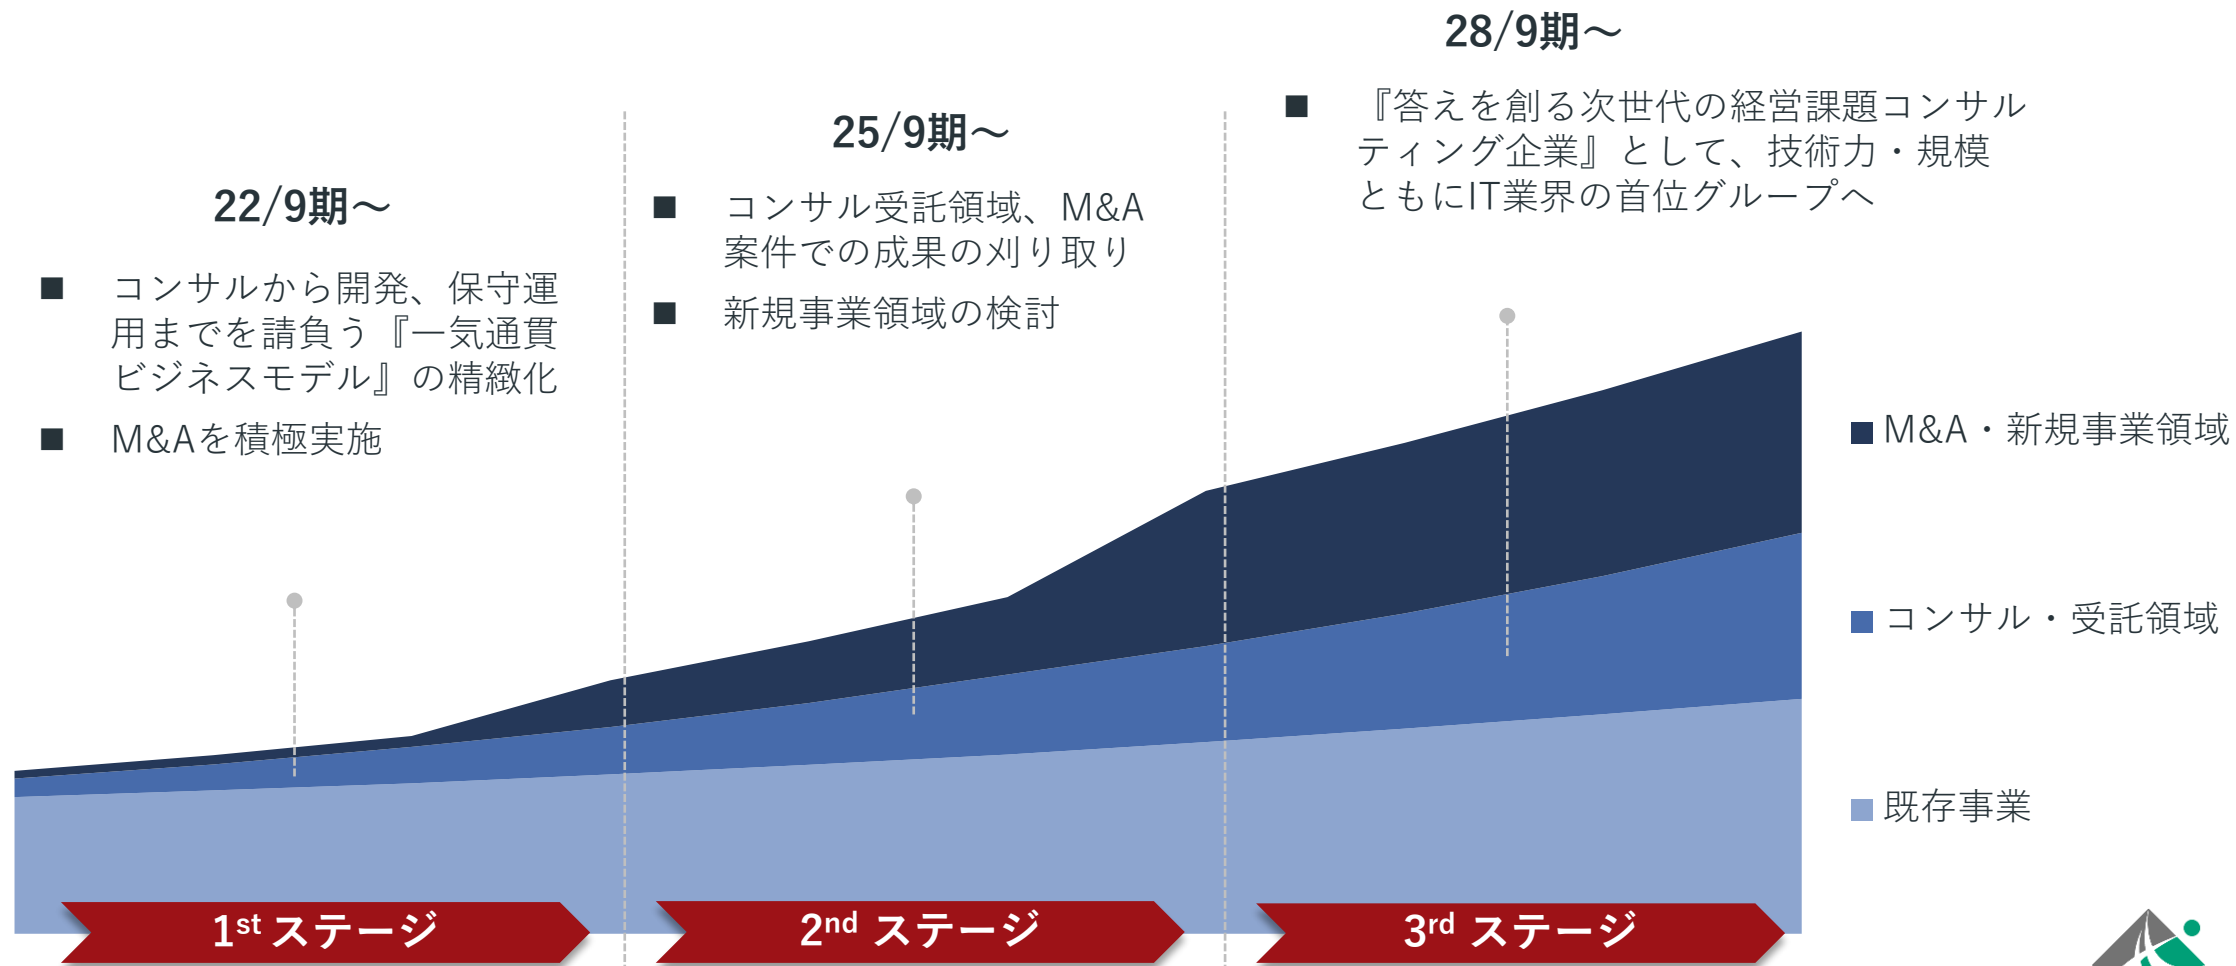 22/9期～
■ コンサルから開発、保守運
用までを請負う『一気通貫
ビジネスモデル』の精緻化
■ M&Aを積極実施
25/9期～
■ コンサル受託領域、M&A
案件での成果の刈り取り
■ 新規事業領域の検討
28/9期～
■ 『答えを創る次世代の経営課題コンサル
ティング企業』として、技術力・規模
ともにIT業界の首位グループへ
M&A・新規事業領域
コンサル・受託領域
既存事業
1st ステージ
2nd ステージ
3rd ステージ